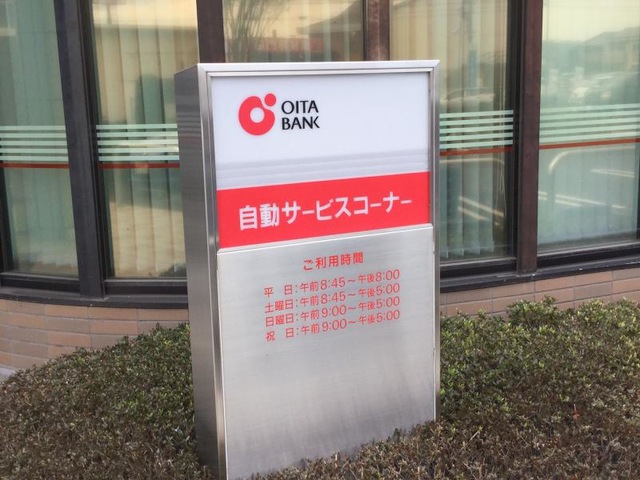 OITA
BANK
自動サービスコーナー
ご利用時間
平 日:午前8:45～午後8:00
土曜日:午前8:45～午後5:00
日曜日:午前9:00～午後5:00
祝 日:午前9:00～午後5:00